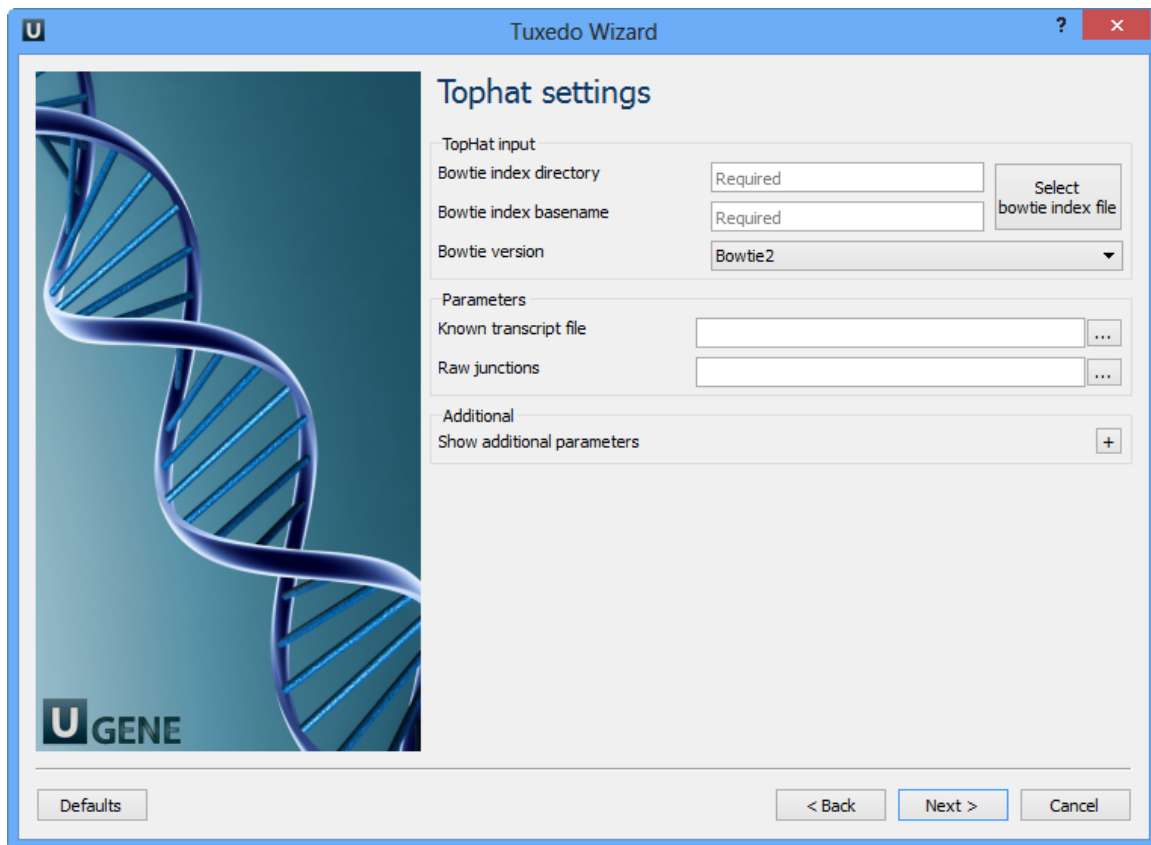 U
Tuxedo Wizard
?
×
Tophat settings
TopHat input
Bowtie index directory
Required
Select
bowtie index file
Bowtie index basename
Required
Bowtie version
Bowtie2
Parameters
Known transcript file
...
Raw junctions
...
Additional
Show additional parameters
+
U GENE
Defaults
< Back
Next >
Cancel